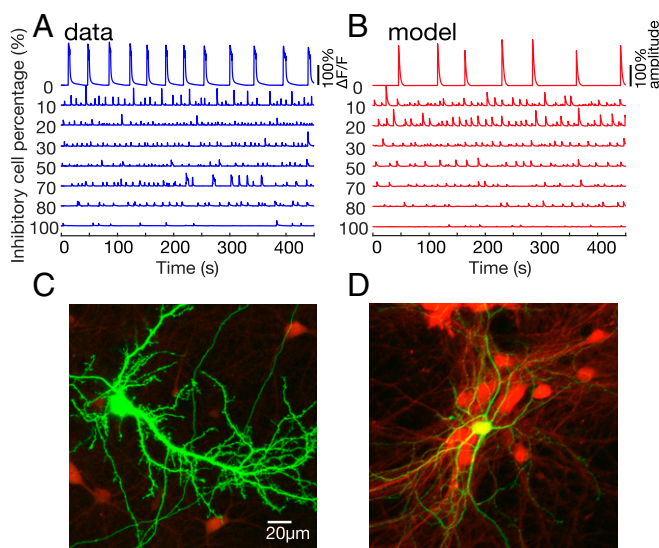 A data
B model
Inhibitory cell percentage (%)
0
10
20
30
50
70
80
100
0 100 200 300 400
Time (s)
100%
ΔF/F
0
10
20
30
50
70
80
100
0 100 200 300 400
Time (s)
100%
amplitude
C
D
20μm